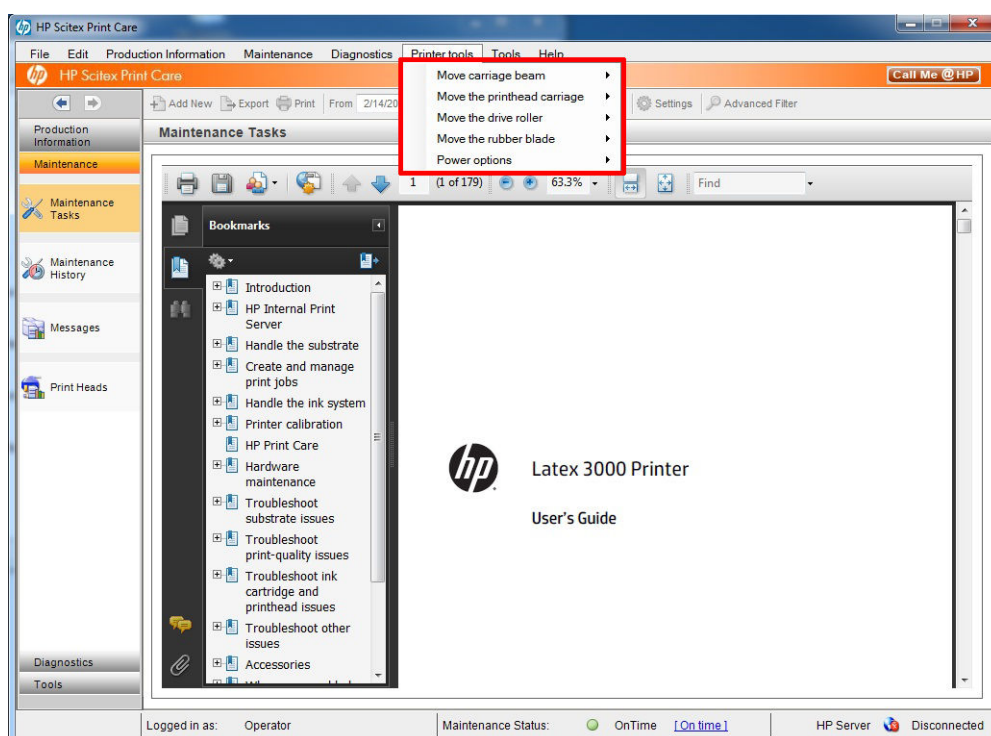 HP Scitex Print Care
File Edit Production Information Maintenance Diagnostics Printer tools Tools Help
hp HP Scitex Print Care
Call Me @ HP
Move carriage beam
Move the printhead carriage
Move the drive roller
Move the rubber blade
Power options
Add New Export Print From 2/14/20
Settings Advanced Filter
Production
Information
Maintenance
Maintenance
Tasks
Maintenance
History
Messages
Print Heads
Diagnostics
Tools
Maintenance Tasks
1 (1 of 179) 63.3% Find
Bookmarks
Introduction
HP Internal Print
Server
Handle the substrate
Create and manage
print jobs
Handle the ink system
Printer calibration
HP Print Care
Hardware
maintenance
Troubleshoot
substrate issues
Troubleshoot
print-quality issues
Troubleshoot ink
cartridge and
printhead issues
Troubleshoot other
issues
Accessories
hp
Latex 3000 Printer
User's Guide
Logged in as: Operator
Maintenance Status: OnTime [ On time ]
HP Server Disconnected